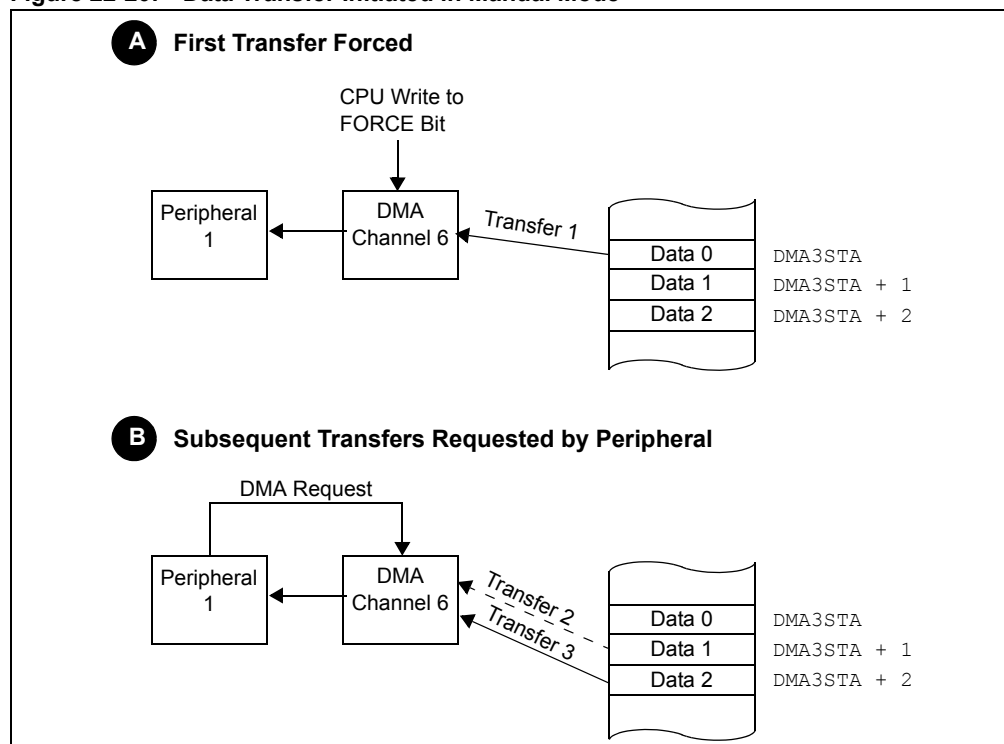 Figure Data Transfer Initiated in Manual Mode
A First Transfer Forced
CPU Write to
FORCE Bit
Peripheral
1
DMA
Channel 6
Transfer 1
Data 0 DMA3STA
Data 1 DMA3STA + 1
Data 2 DMA3STA + 2
B Subsequent Transfers Requested by Peripheral
DMA Request
Peripheral
1
DMA
Channel 6
Transfer 2
Transfer 3
Data 0 DMA3STA
Data 1 DMA3STA + 1
Data 2 DMA3STA + 2